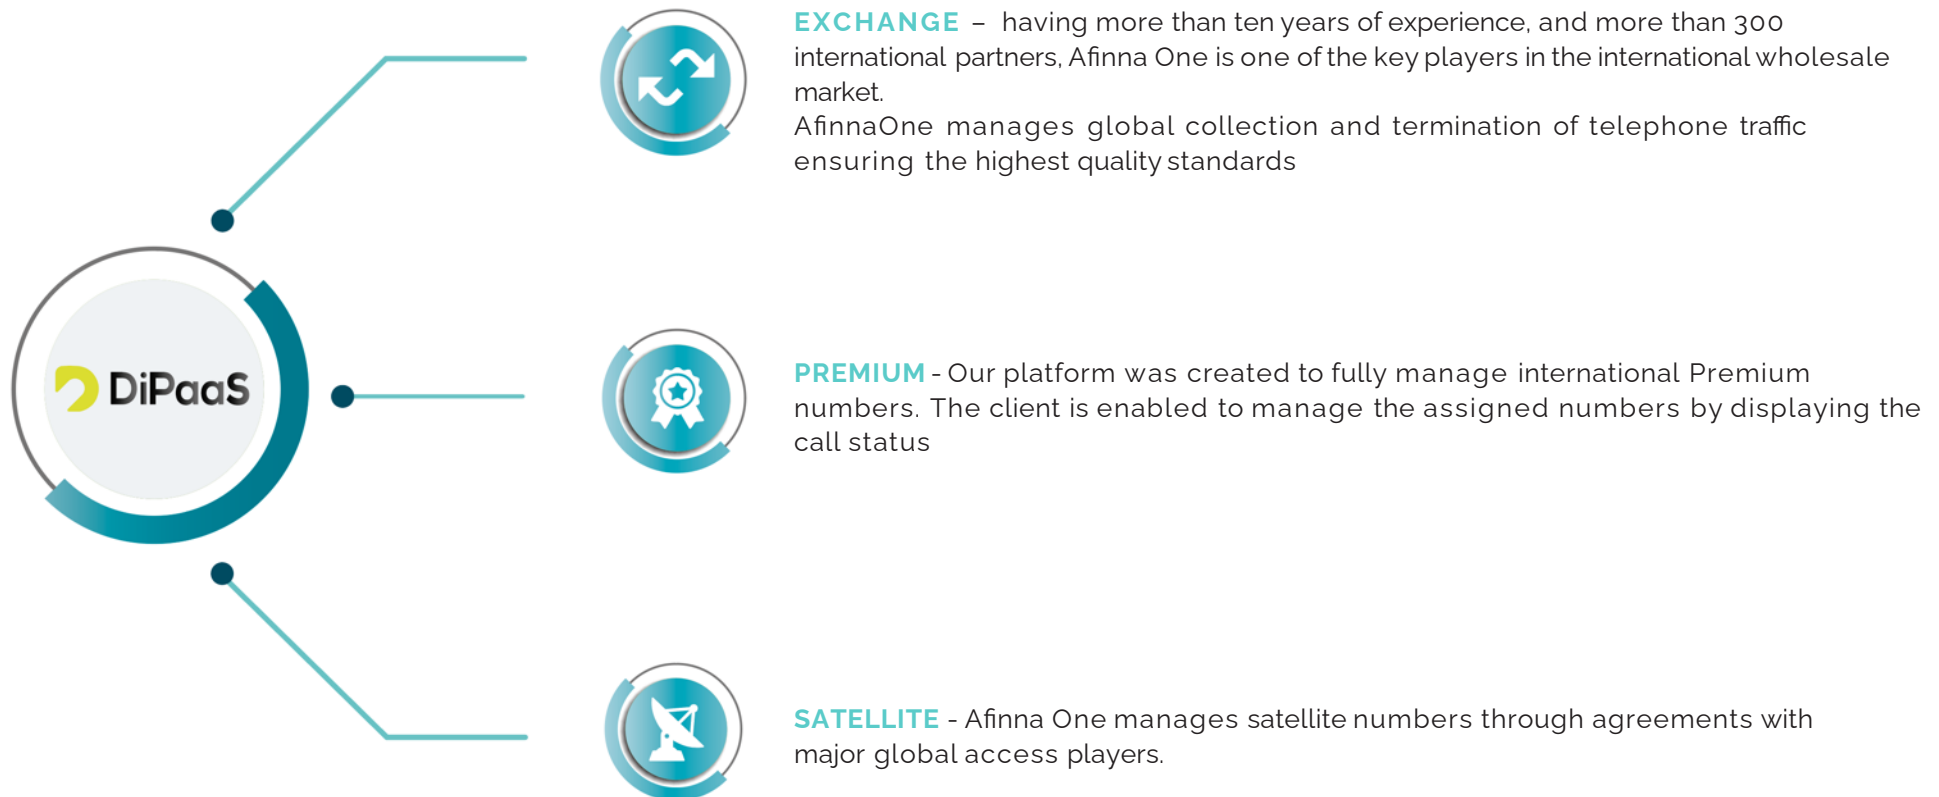 EXCHANGE – having more than ten years of experience, and more than 300
international partners, Afinna One is one of the key players in the international wholesale
market.
AfinnaOne manages global collection and termination of telephone traffic
ensuring the highest quality standards
DiPaaS
PREMIUM - Our platform was created to fully manage international Premium
numbers. The client is enabled to manage the assigned numbers by displaying the
call status
SATELLITE - Afinna One manages satellite numbers through agreements with
major global access players.